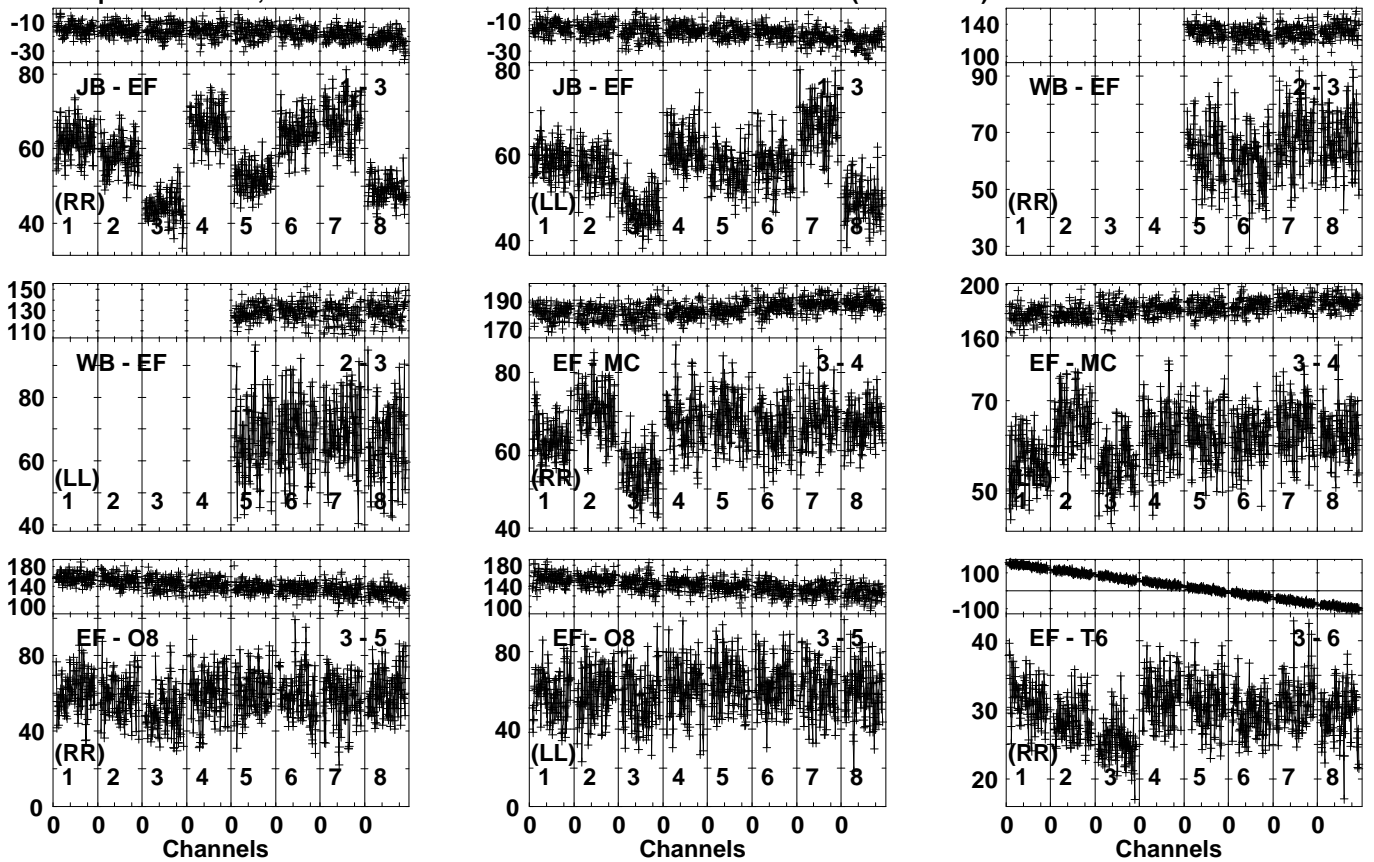 -10
-30
80
60
40
JB - EF
1 - 3
(RR)
1 2 3 4 5 6 7 8
-10
-30
80
60
40
JB - EF
1 - 3
(LL)
1 2 3 4 5 6 7 8
140
100
90
70
50
30
WB - EF
2 - 3
(RR)
1 2 3 4 5 6 7 8
150
130
110
80
60
40
WB - EF
2 - 3
(LL)
1 2 3 4 5 6 7 8
190
170
80
60
40
EF - MC
3 - 4
(RR)
1 2 3 4 5 6 7 8
200
160
70
50
EF - MC
3 - 4
1 2 3 4 5 6 7 8
180
140
100
80
40
0
EF - O8
3 - 5
(RR)
1 2 3 4 5 6 7 8
0 0 0 0 0 0 0 0
Channels
180
140
100
80
40
0
EF - O8
3 - 5
(LL)
1 2 3 4 5 6 7 8
0 0 0 0 0 0 0 0
Channels
100
-100
40
30
20
EF - T6
3 - 6
(RR)
1 2 3 4 5 6 7 8
0 0 0 0 0 0 0 0
Channels